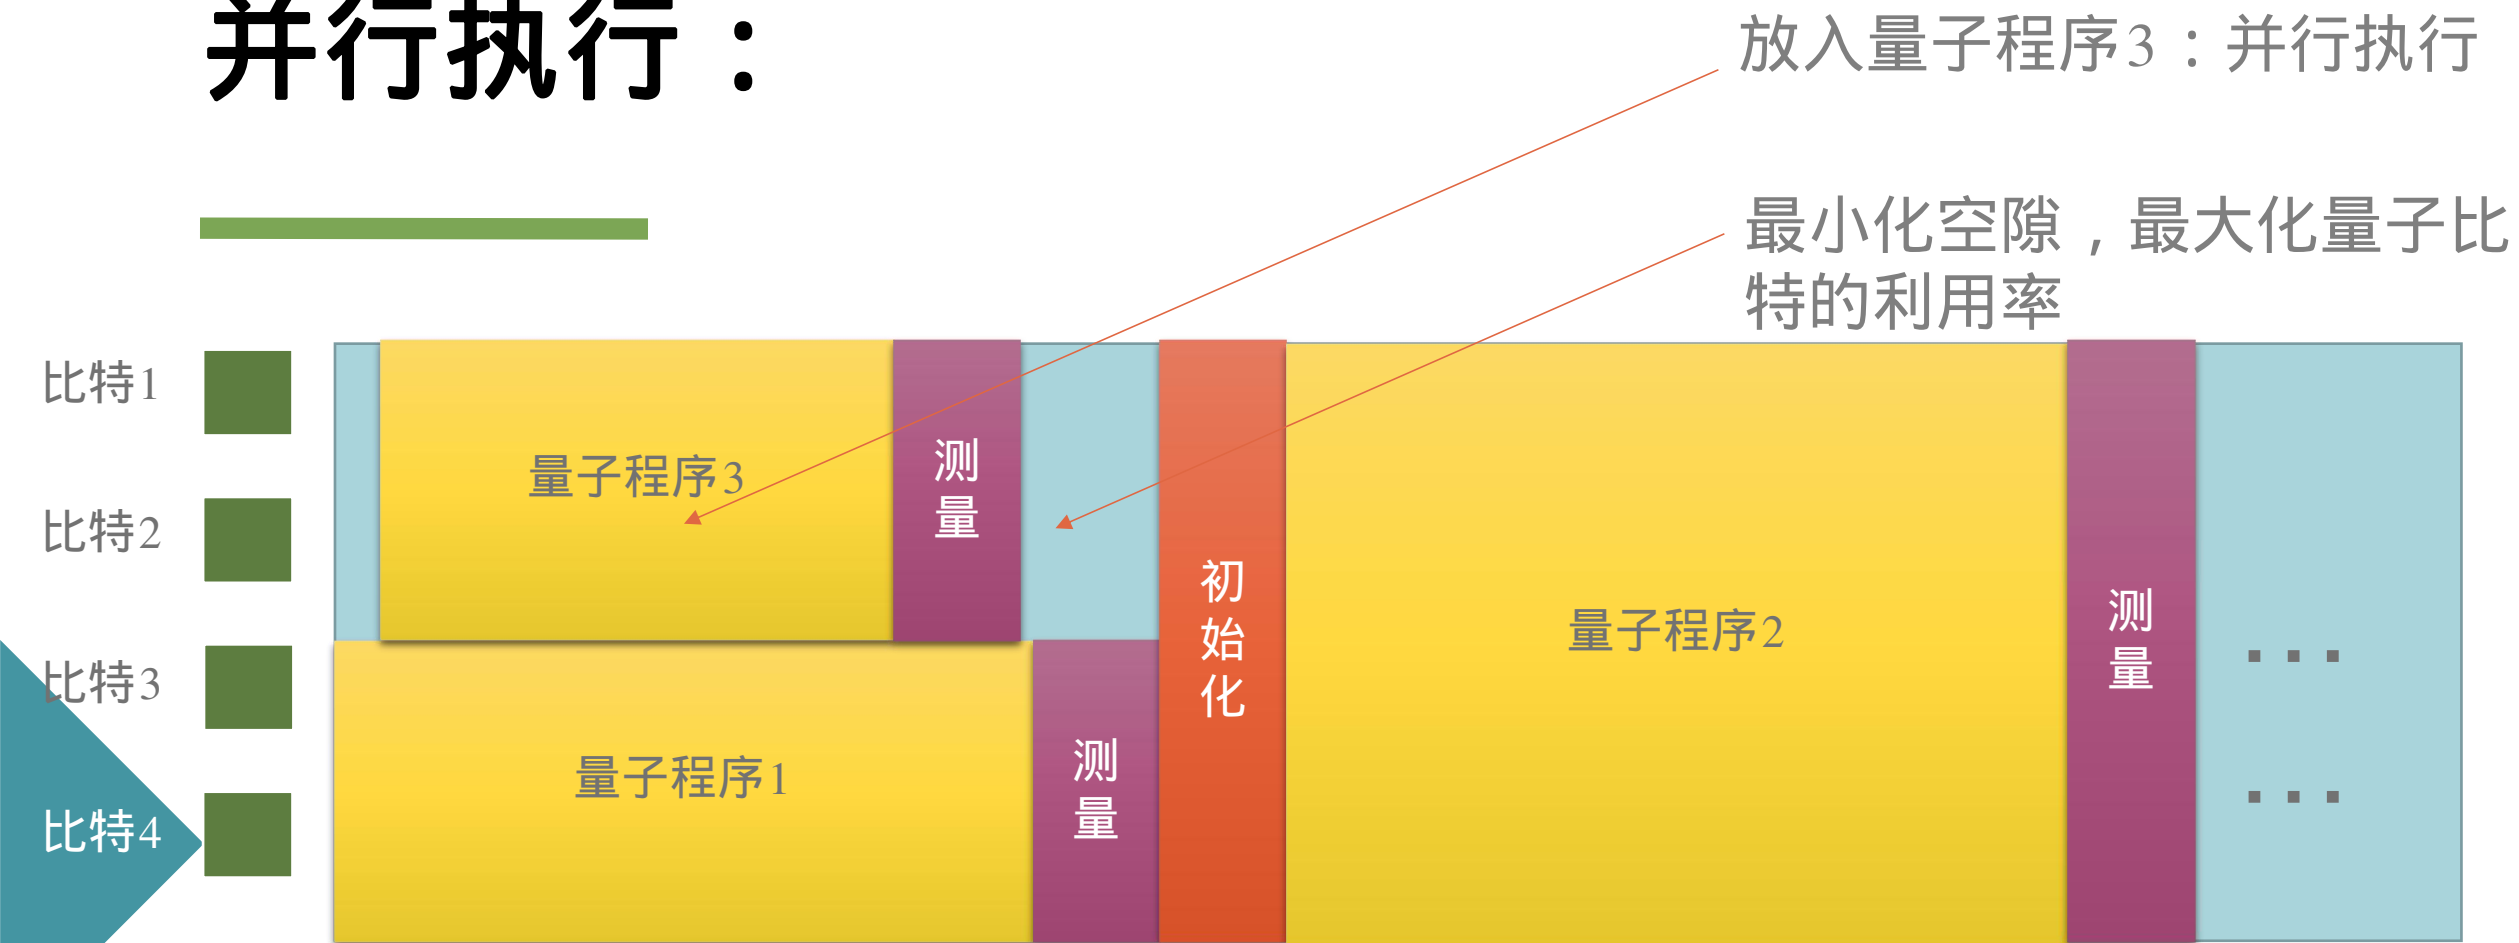 并行执行：
放入量子程序3：并行执行
最小化空隙，最大化量子比
特的利用率
比特1
比特2
比特3
比特4
量子程序3
测量
量子程序1
测量
初始化
量子程序2
测量
...
...